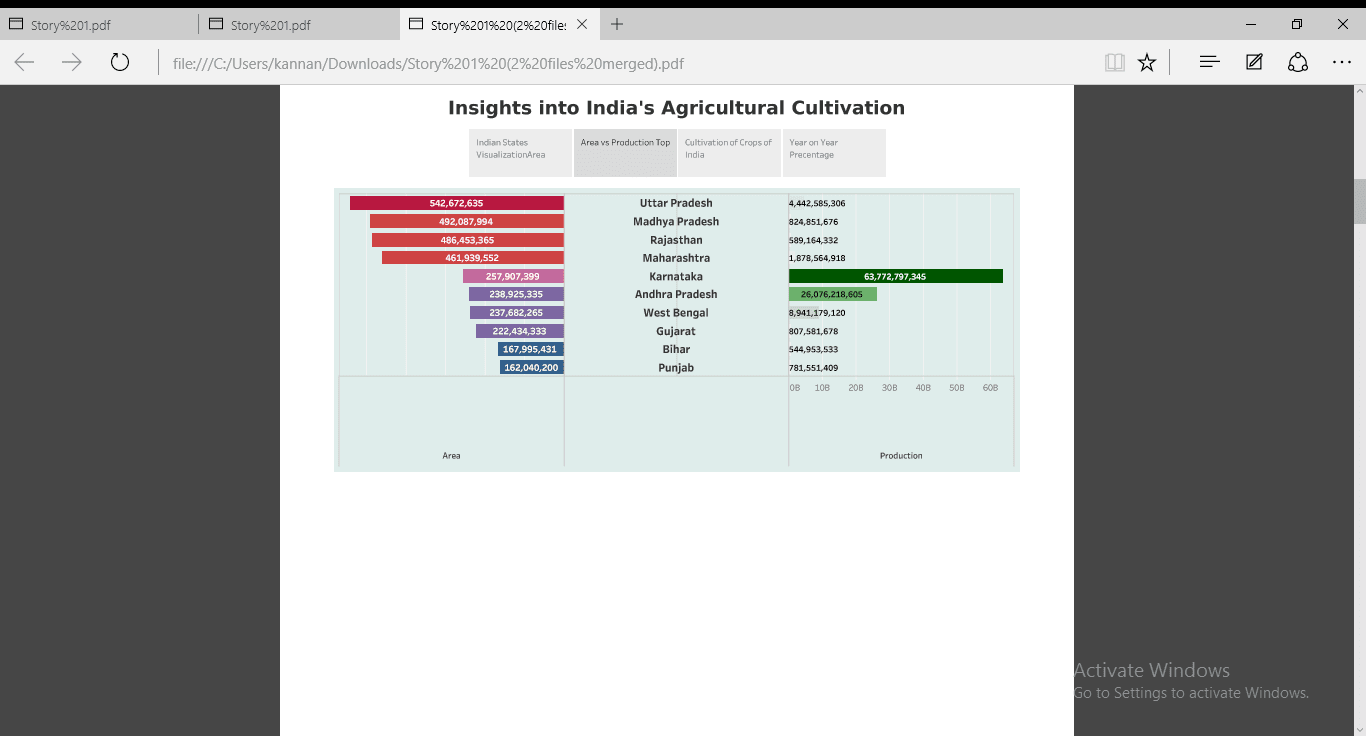 Story%201.pdf
Story%201.pdf
Story%201%20(2%20files
file:///C:/Users/kannan/Downloads/Story%201%20(2%20files%20merged).pdf
Insights into India's Agricultural Cultivation
Indian States
VisualizationArea
Area vs Production Top
Cultivation of Crops of
India
Year on Year
Precentage
542,672,635 Uttar Pradesh 4,442,585,306
492,087,994 Madhya Pradesh 824,851,676
486,453,365 Rajasthan 589,164,332
461,939,552 Maharashtra 1,878,564,918
257,907,399 Karnataka 63,772,797,345
238,925,335 Andhra Pradesh 26,076,218,605
237,682,265 West Bengal 8,941,179,120
222,434,333 Gujarat 807,581,678
167,995,431 Bihar 544,953,533
162,040,200 Punjab 781,551,409
0B 10B 20B 30B 40B 50B 60B
Area Production
Activate Windows
Go to Settings to activate Windows.